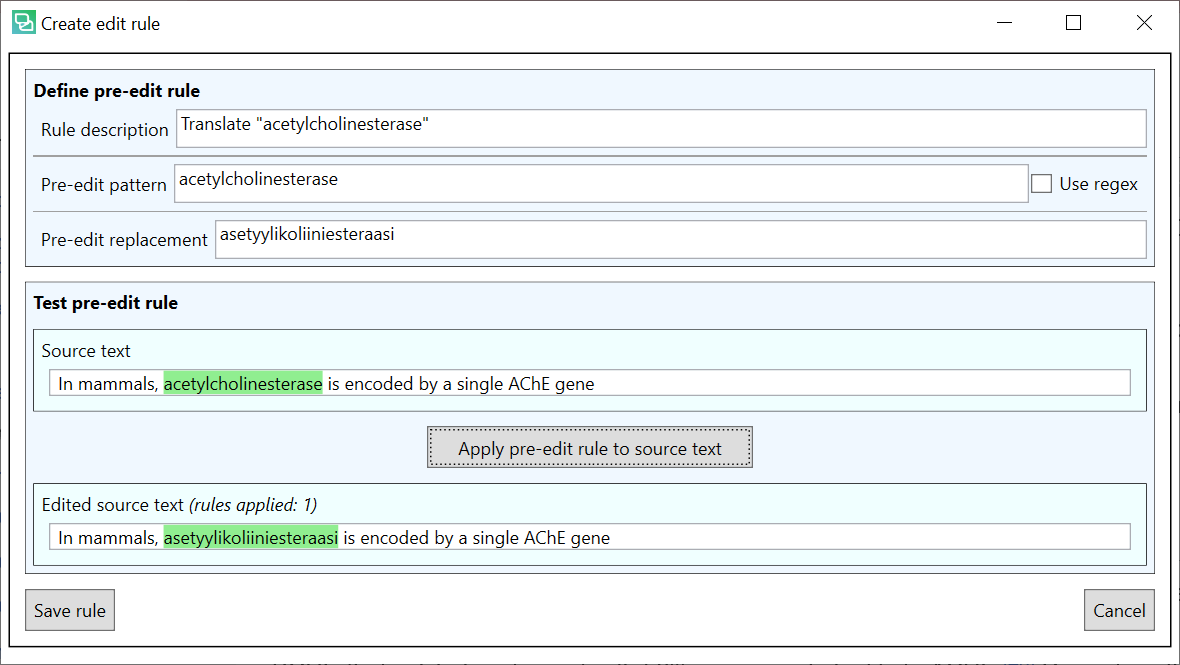 Create edit rule
Define pre-edit rule
Rule description Translate "acetylcholinesterase"
Pre-edit pattern acetylcholinesterase Use regex
Pre-edit replacement asetyylikoliiniesteraasi
Test pre-edit rule
Source text
In mammals, acetylcholinesterase is encoded by a single AChE gene
Apply pre-edit rule to source text
Edited source text (rules applied: 1)
In mammals, asetyylikoliiniesteraasi is encoded by a single AChE gene
Save rule Cancel